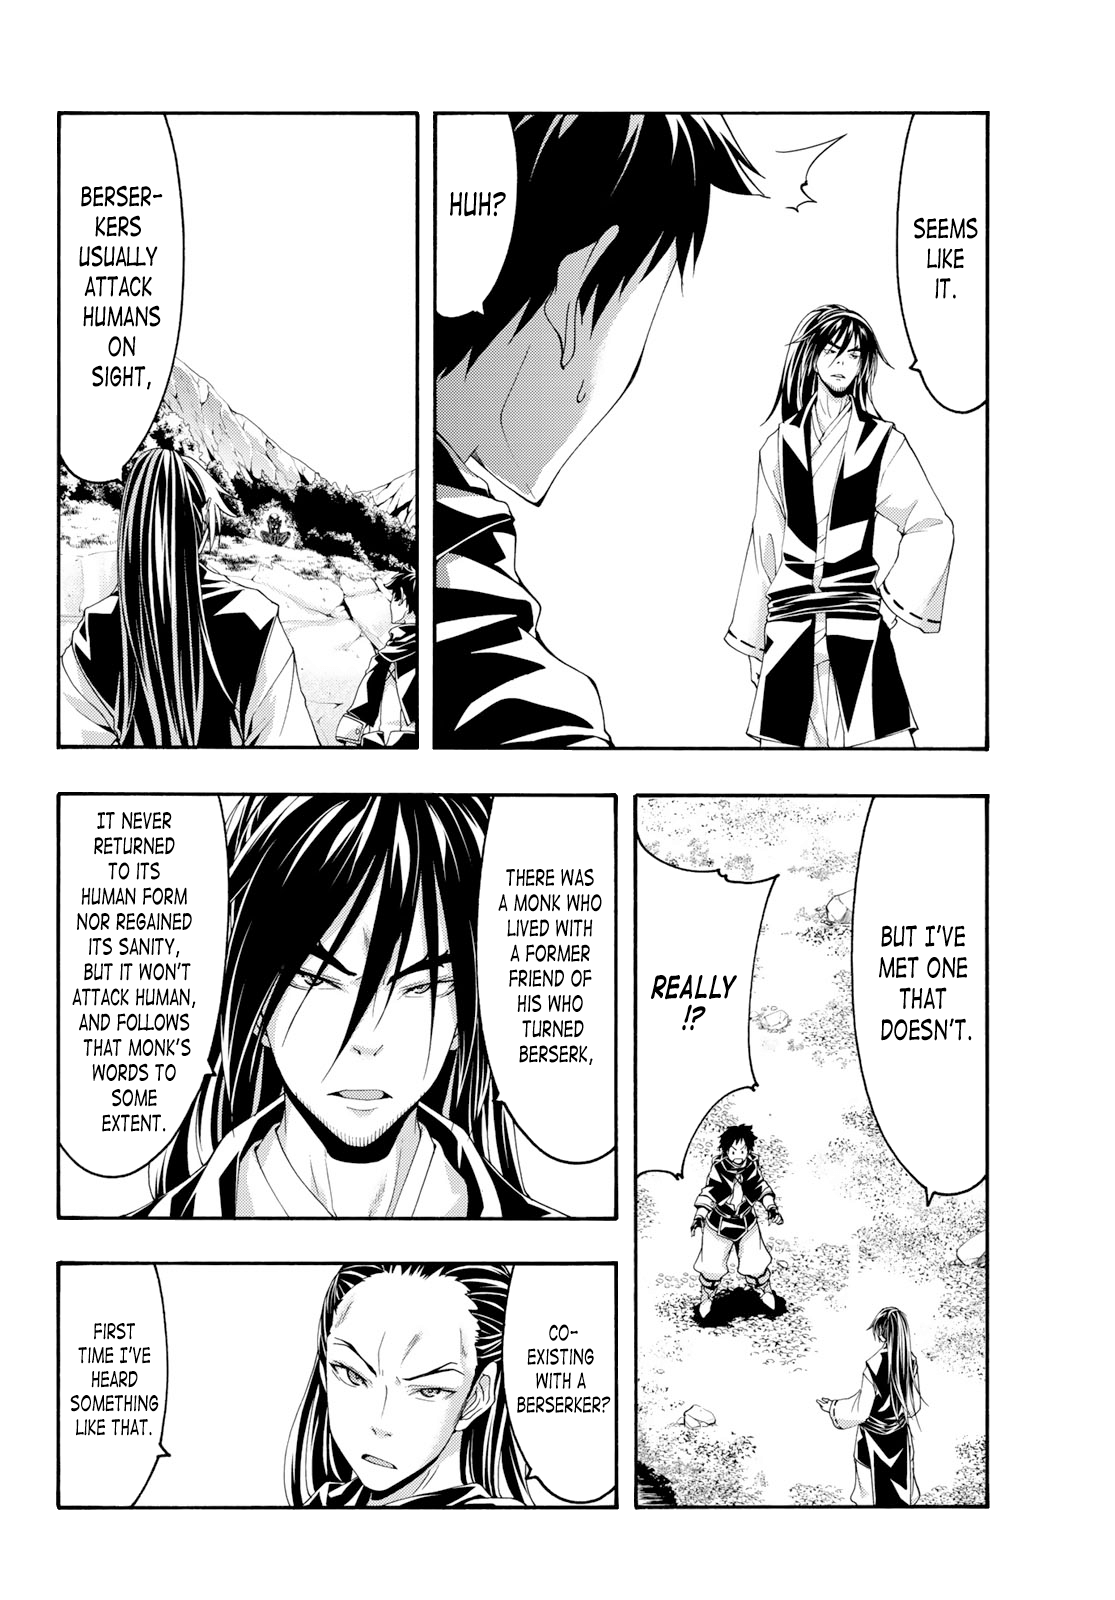 SEEMS
LIKE
IT.
HUH?
BERSER-
KERS
USUALLY
ATTACK
HUMANS
ON
SIGHT,
BUT I'VE
MET ONE
THAT
DOESN'T.
REALLY
!?
THERE WAS
A MONK WHO
LIVED WITH
A FORMER
FRIEND OF
HIS WHO
TURNED
BERSERK,
IT NEVER
RETURNED
TO ITS
HUMAN FORM
NOR REGAINED
ITS SANITY,
BUT IT WON'T
ATTACK HUMAN,
AND FOLLOWS
THAT MONK'S
WORDS TO
SOME
EXTENT.
CO-
EXISTING
WITH A
BERSERKER?
FIRST
TIME I'VE
HEARD
SOMETHING
LIKE THAT.